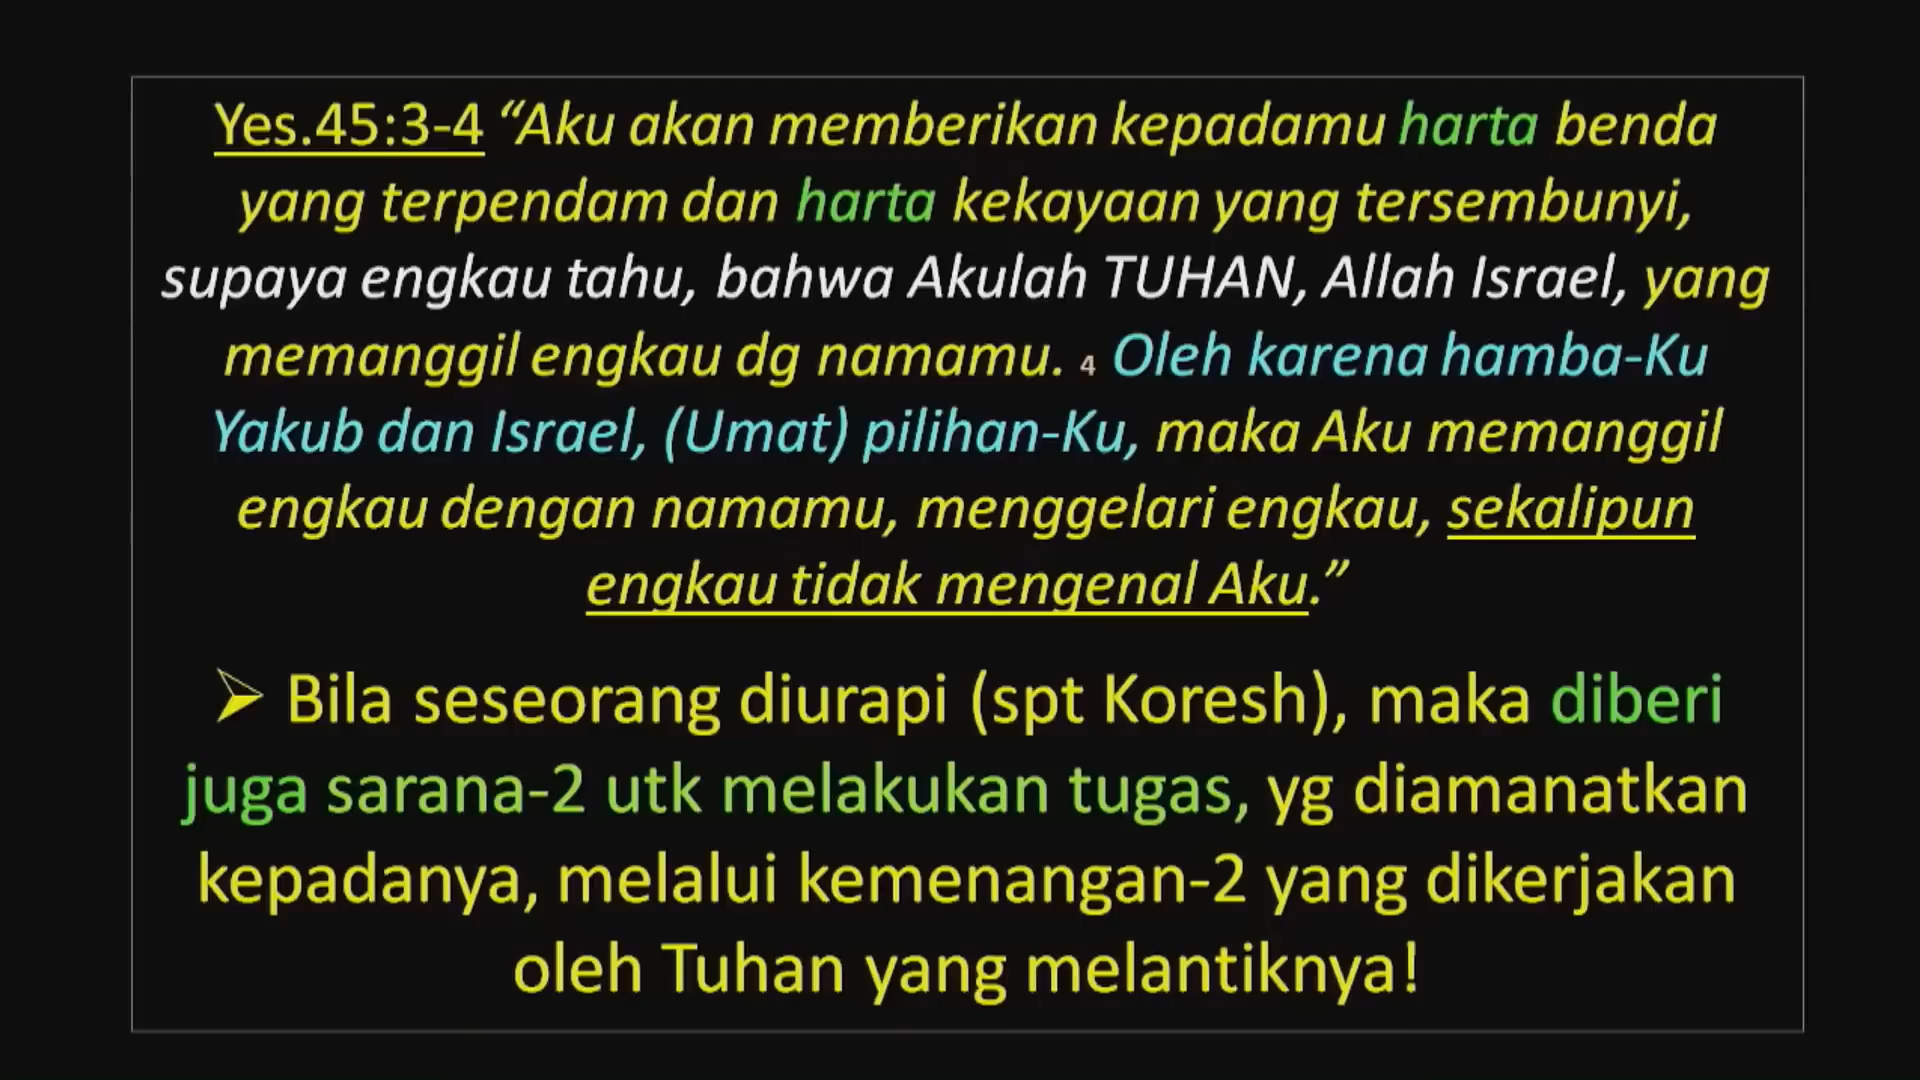 Yes.45:3-4 “Aku akan memberikan kepadamu harta benda
yang terpendam dan harta kekayaan yang tersembunyi,
supaya engkau tahu, bahwa Akulah TUHAN, Allah Israel, yang
memanggil engkau dg namamu. 4 Oleh karena hamba-Ku
Yakub dan Israel, (Umat) pilihan-Ku, maka Aku memanggil
engkau dengan namamu, menggelari engkau, sekalipun
engkau tidak mengenal Aku.”
➢ Bila seseorang diurapi (spt Koresh), maka diberi
juga sarana-2 utk melakukan tugas, yg diamanatkan
kepadanya, melalui kemenangan-2 yang dikerjakan
oleh Tuhan yang melantiknya!